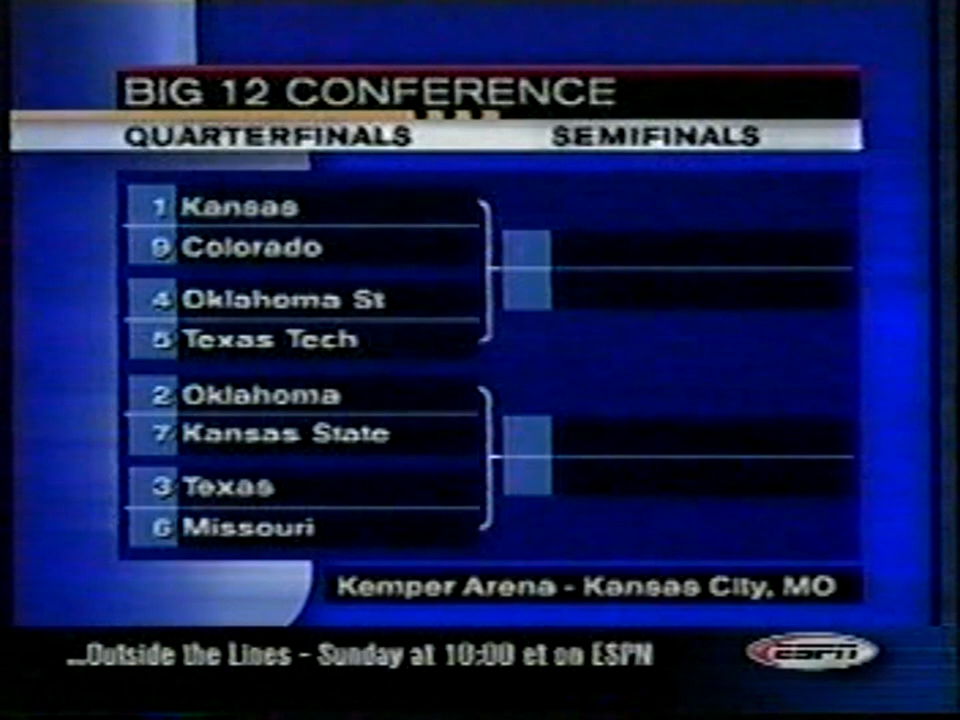 BIG 12 CONFERENCE
QUARTERFINALS SEMIFINALS
1 Kansas
9 Colorado
4 Oklahoma St
5 Texas Tech
2 Oklahoma
7 Kansas State
3 Texas
6 Missouri
Kemper Arena - Kansas City, MO
...Outside the Lines - Sunday at 10:00 et on ESPN
ESPN